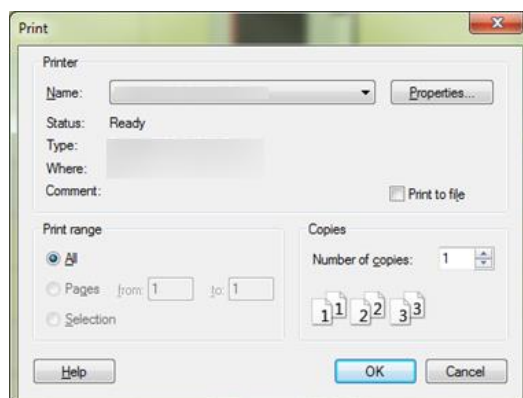 Print
Printer
Name:
Properties...
Status: Ready
Type:
Where:
Comment:
Print to file
Print range
All
Pages from: 1 to: 1
Selection
Copies
Number of copies: 1
1 1 2 2 3 3
Help
OK
Cancel